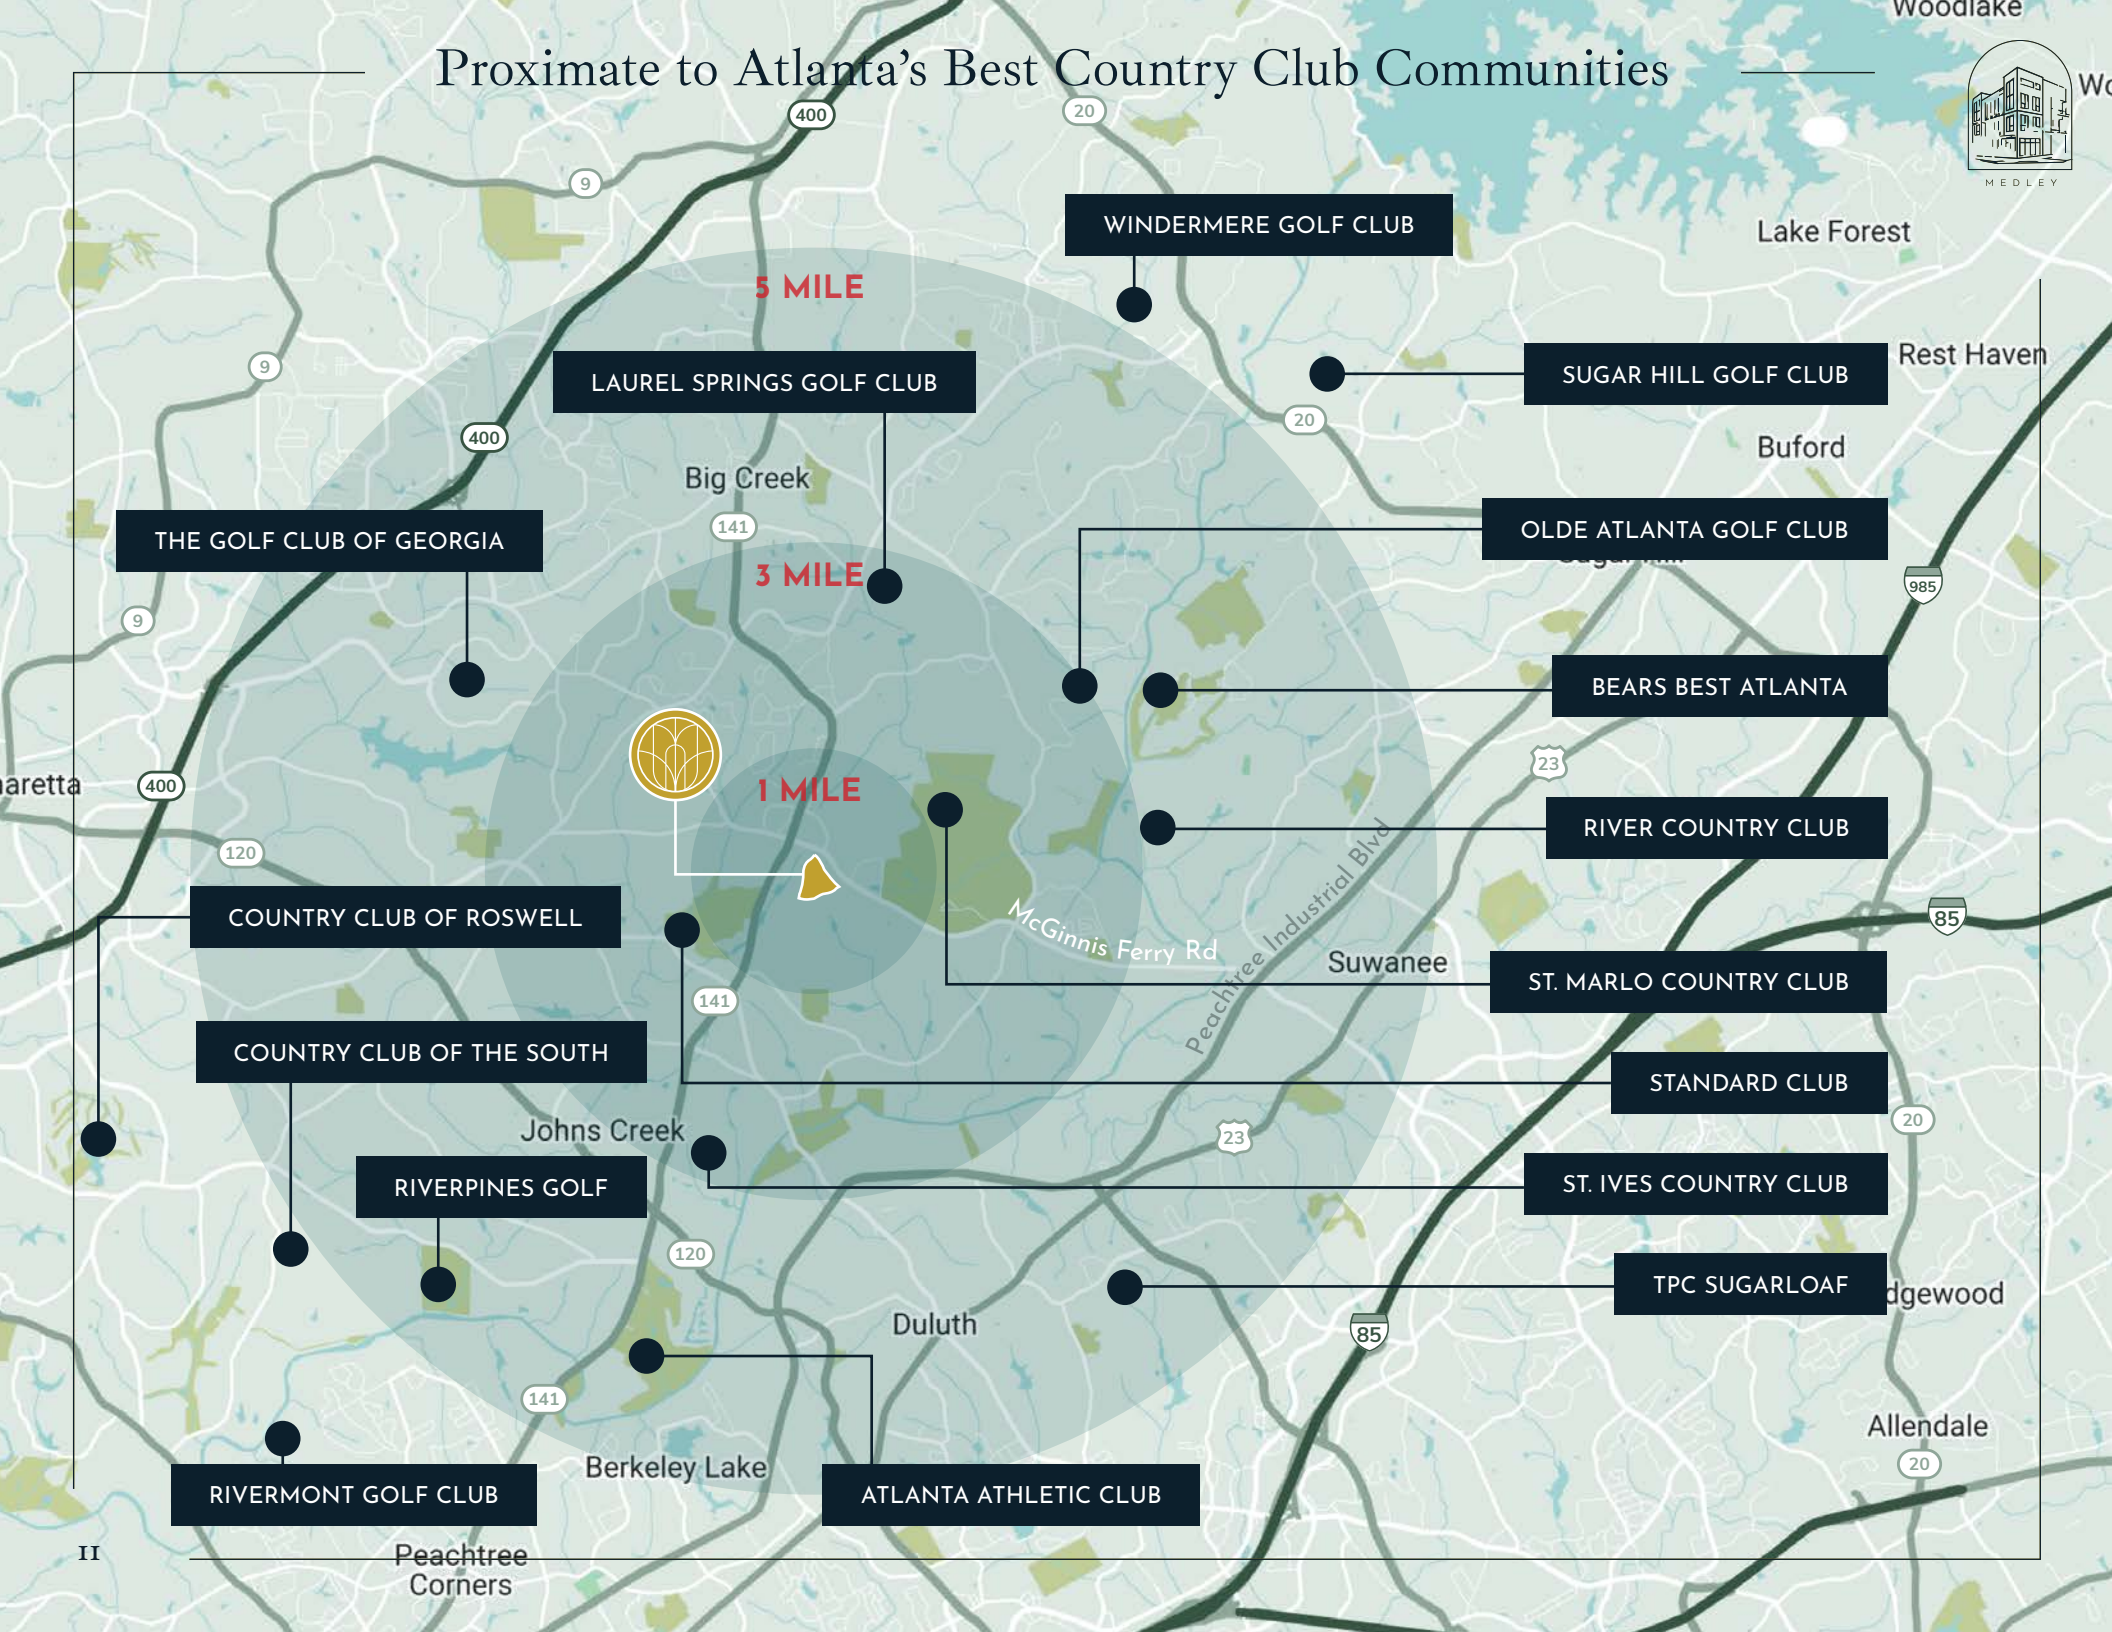 Woodlake
Proximate to Atlanta's Best Country Club Communities
MEDLEY
400
20
9
WINDERMERE GOLF CLUB
Lake Forest
5 MILE
SUGAR HILL GOLF CLUB
Rest Haven
9
LAUREL SPRINGS GOLF CLUB
20
400
Buford
Big Creek
141
OLDE ATLANTA GOLF CLUB
THE GOLF CLUB OF GEORGIA
3 MILE
985
9
BEARS BEST ATLANTA
23
400
1 MILE
RIVER COUNTRY CLUB
120
COUNTRY CLUB OF ROSWELL
McGinnis Ferry Rd
Peachtree Industrial Blvd
85
Suwanee
ST. MARLO COUNTRY CLUB
141
COUNTRY CLUB OF THE SOUTH
STANDARD CLUB
20
Johns Creek
23
RIVERPINES GOLF
ST. IVES COUNTRY CLUB
120
TPC SUGARLOAF
dgewood
Duluth
85
141
Allendale
20
Berkeley Lake
RIVERMONT GOLF CLUB
ATLANTA ATHLETIC CLUB
11
Peachtree
Corners